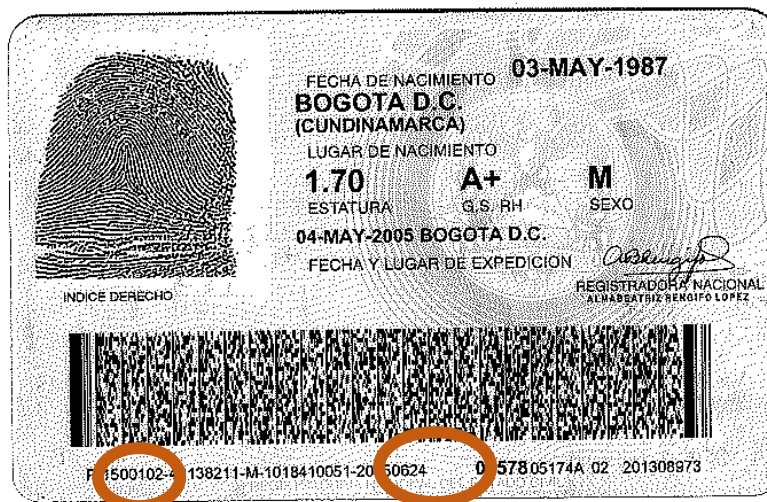 FECHA DE NACIMIENTO 03-MAY-1987
BOGOTA D.C.
(CUNDINAMARCA)
LUGAR DE NACIMIENTO
1.70 A+ M
ESTATURA G.S. RH SEXO
04-MAY-2005 BOGOTA D.C.
FECHA Y LUGAR DE EXPEDICION
INDICE DERECHO
REGISTRADORA NACIONAL
ALMABEATRIZ RENGIFO LOPEZ
1500102- 138211-M-1018410051-20 50624 578 05174A 02 201308973